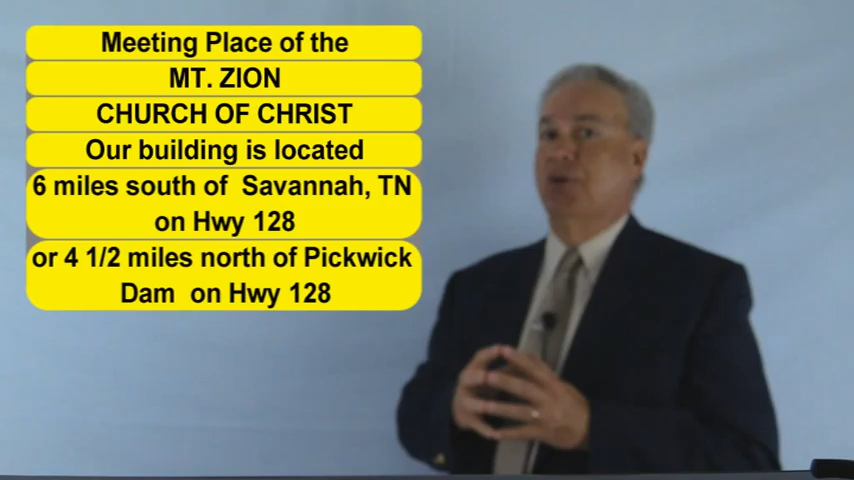 Meeting Place of the
MT. ZION
CHURCH OF CHRIST
Our building is located
6 miles south of  Savannah, TN
on Hwy 128
or 4 1/2 miles north of Pickwick
Dam  on Hwy 128